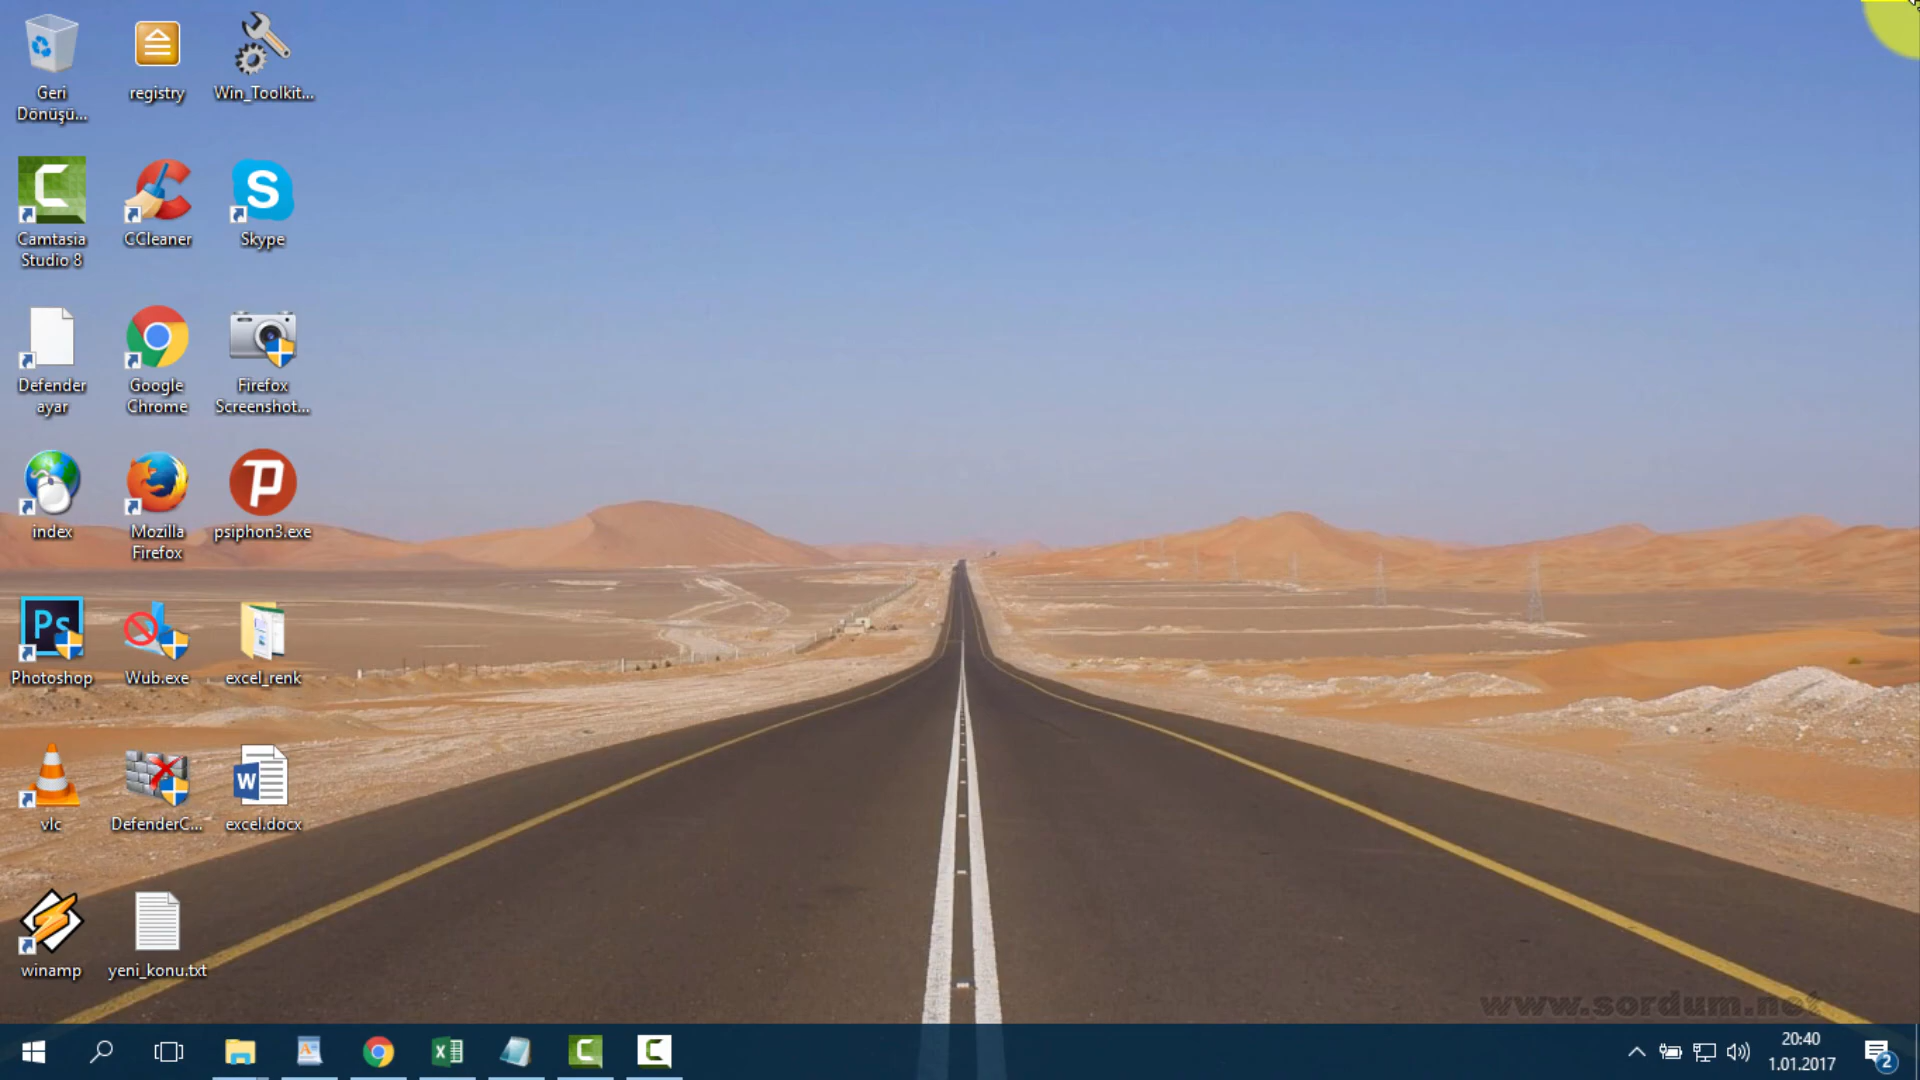 Geri
Dönüşü...
registry
Win_Toolkit...
Camtasia
Studio 8
CCleaner
S
Skype
Defender
ayar
Google
Chrome
Firefox
Screenshot...
index
Mozilla
Firefox
psiphon3.exe
Ps
Photoshop
Wub.exe
excel_renk
vlc
DefenderC...
W
excel.docx
winamp
yeni_konu.txt
www.sordum.net
20:40
1.01.2017
2